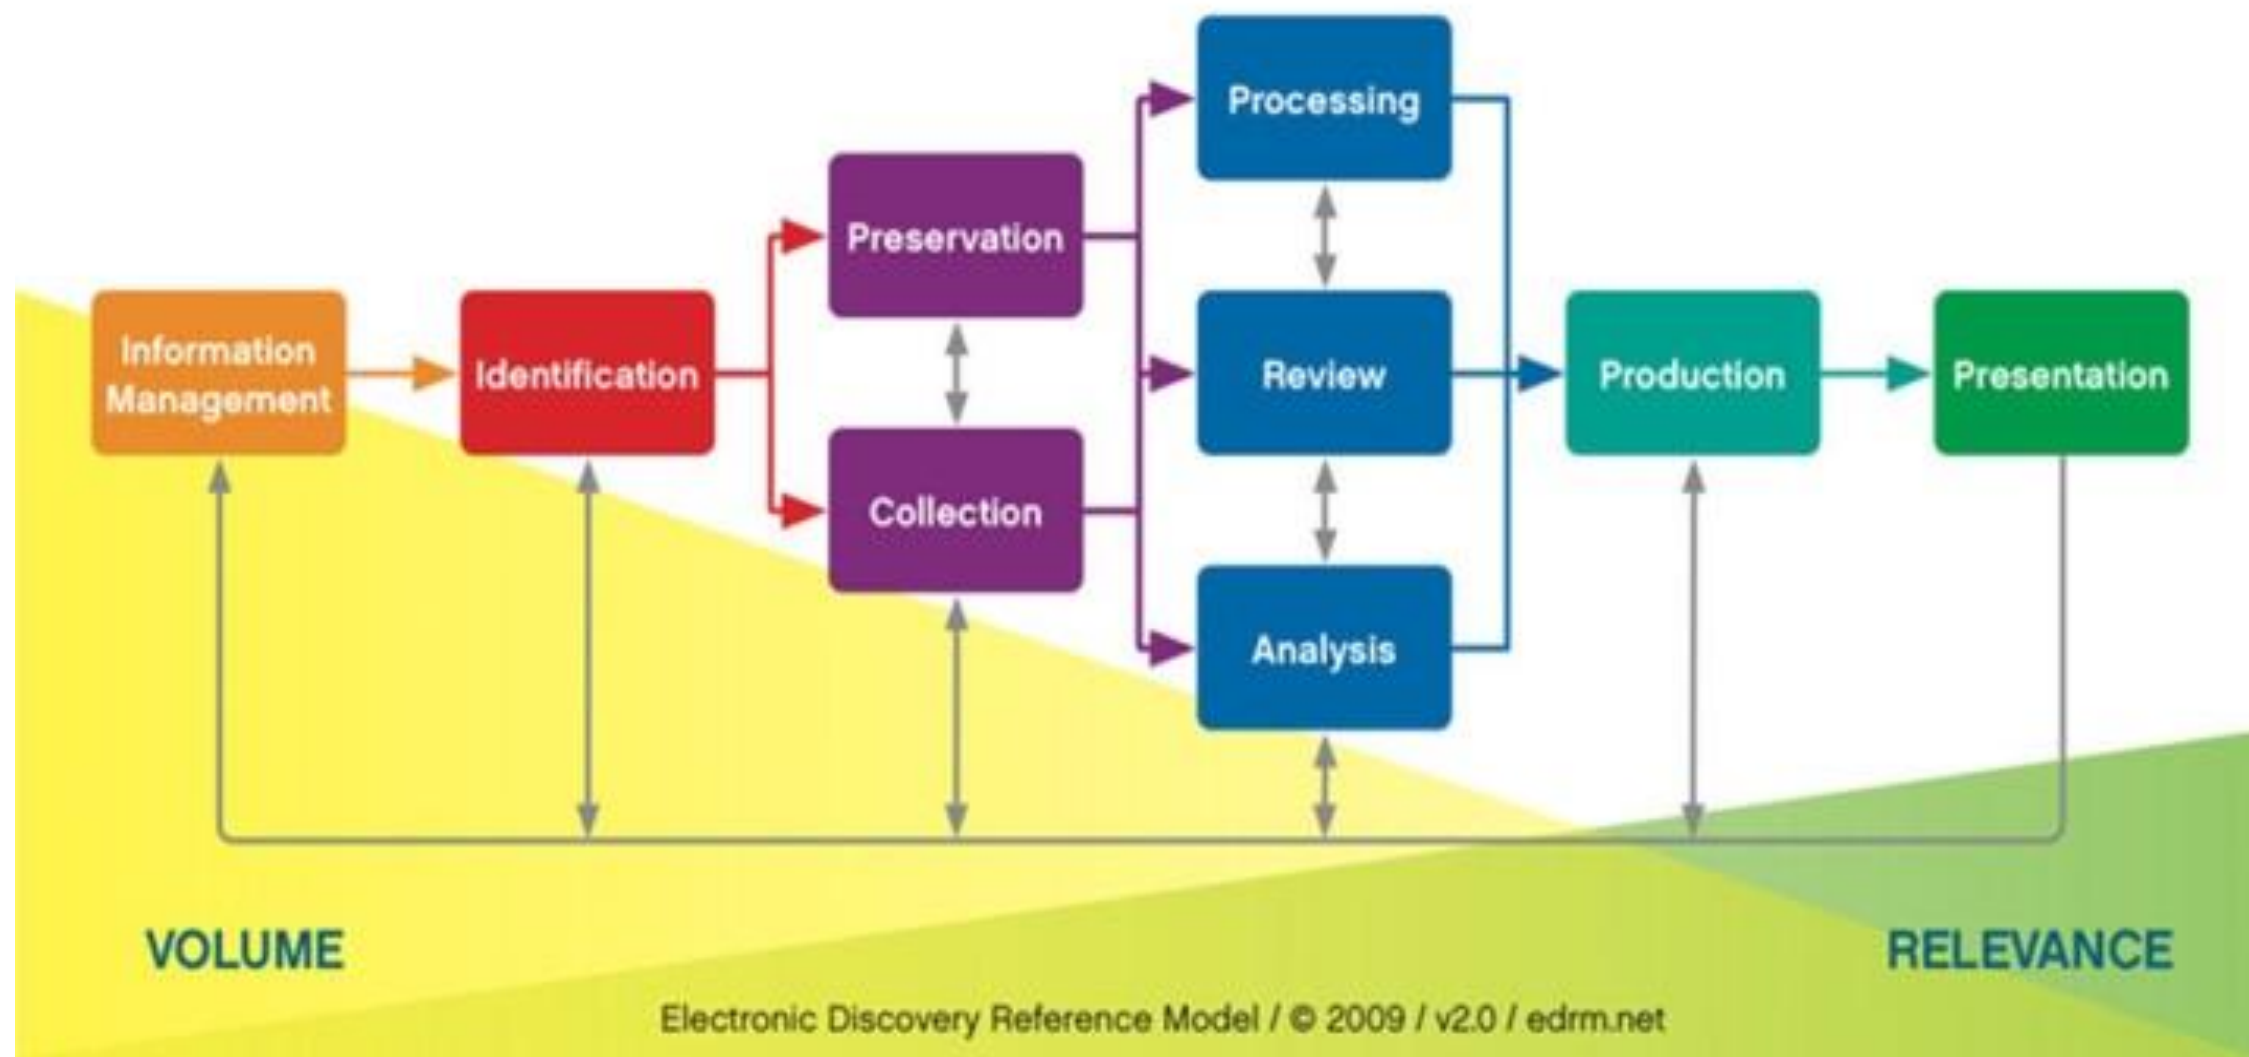 Processing
Preservation
Information
Management
Identification
Review
Production
Presentation
Collection
Analysis
VOLUME
RELEVANCE
Electronic Discovery Reference Model / © 2009 / v2.0 / edrm.net